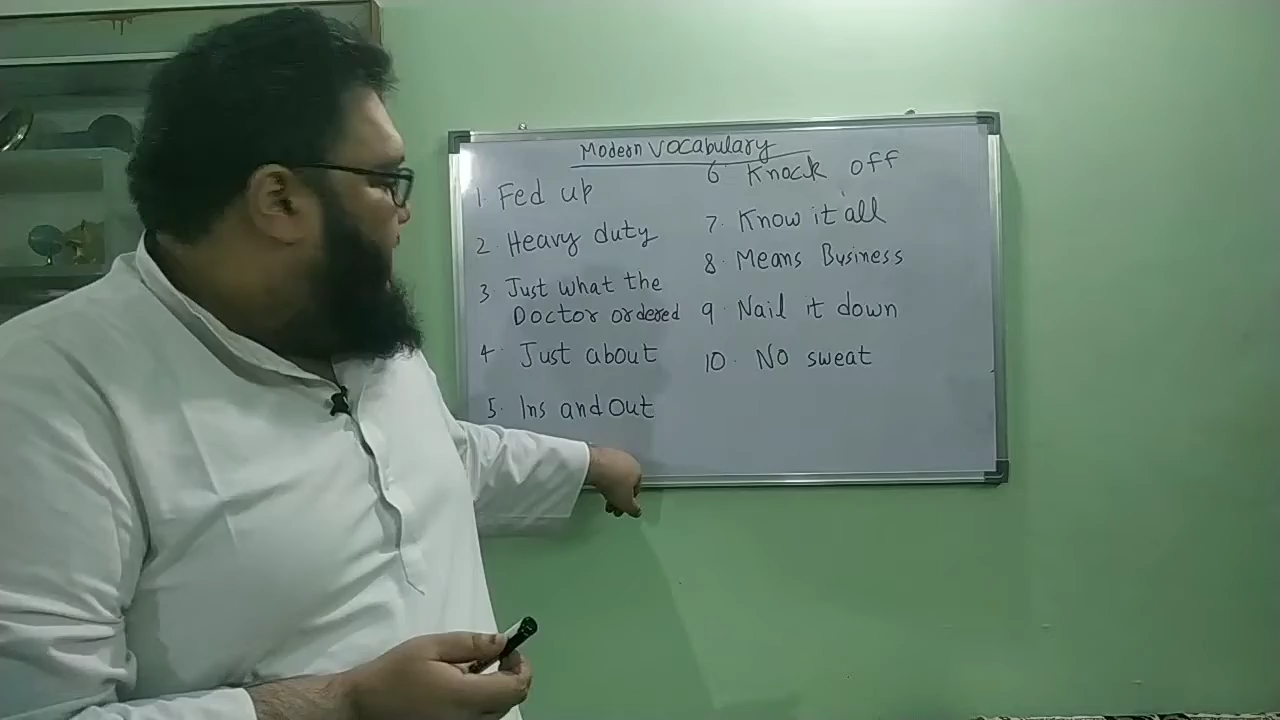 Modern Vocabulary
1. Fed up
2. Heavy duty
3. Just what the
Doctor ordered
4. Just about
5. Ins and Out
6 Knock off
7. Know it all
8. Means Business
9. Nail it down
10. No sweat